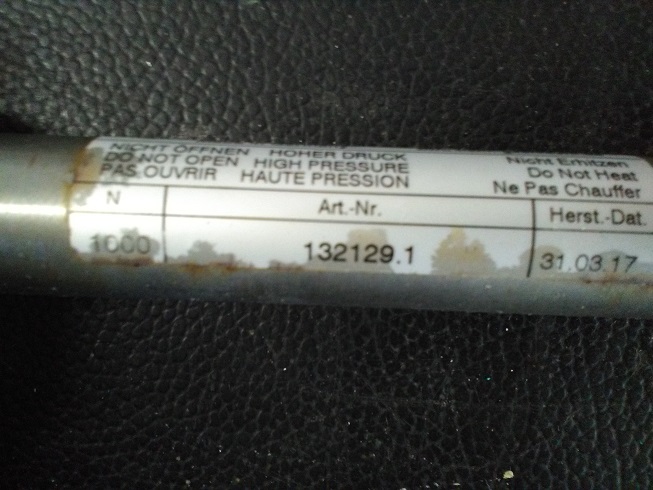 NICHT ÖFFNEN HOHER DRUCK Nicht Erhitzen
DO NOT OPEN HIGH PRESSURE Do Not Heat
PAS OUVRIR HAUTE PRESSION Ne Pas Chauffer
N Art.-Nr. Herst.-Dat.
1000 132129.1 31.03.17